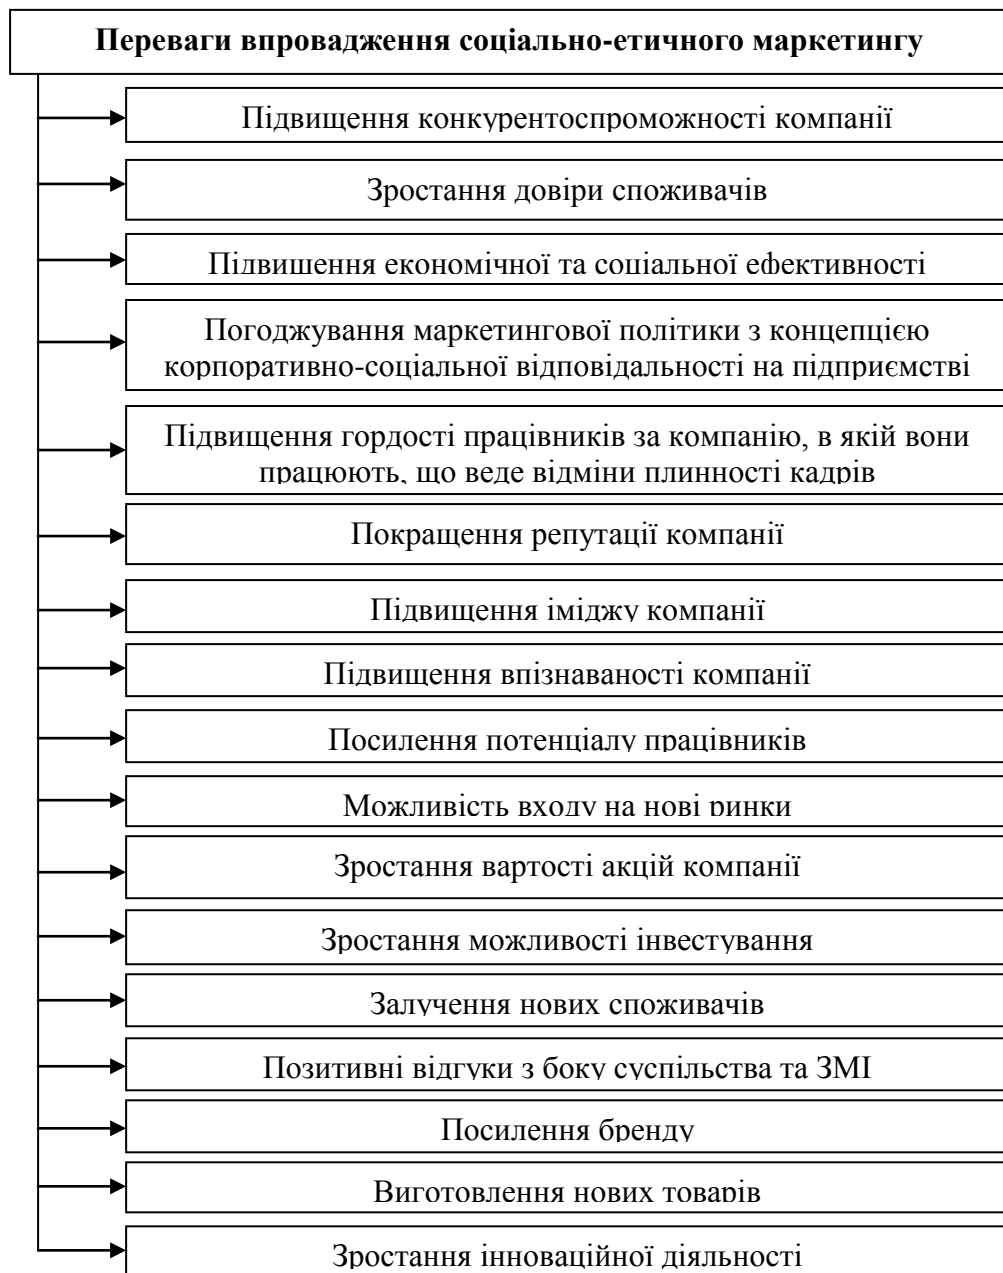 Переваги впровадження соціально-етичного маркетингу
Підвищення конкурентоспроможності компанії
Зростання довіри споживачів
Підвищення економічної та соціальної ефективності
Погоджування маркетингової політики з концепцією
корпоративно-соціальної відповідальності на підприємстві
Підвищення гордості працівників за компанію, в якій вони
працюють, що веде відміни плинності кадрів
Покращення репутації компанії
Підвищення іміджу компанії
Підвищення впізнаваності компанії
Посилення потенціалу працівників
Можливість входу на нові ринки
Зростання вартості акцій компанії
Зростання можливості інвестування
Залучення нових споживачів
Позитивні відгуки з боку суспільства та ЗМІ
Посилення бренду
Виготовлення нових товарів
Зростання інноваційної діяльності